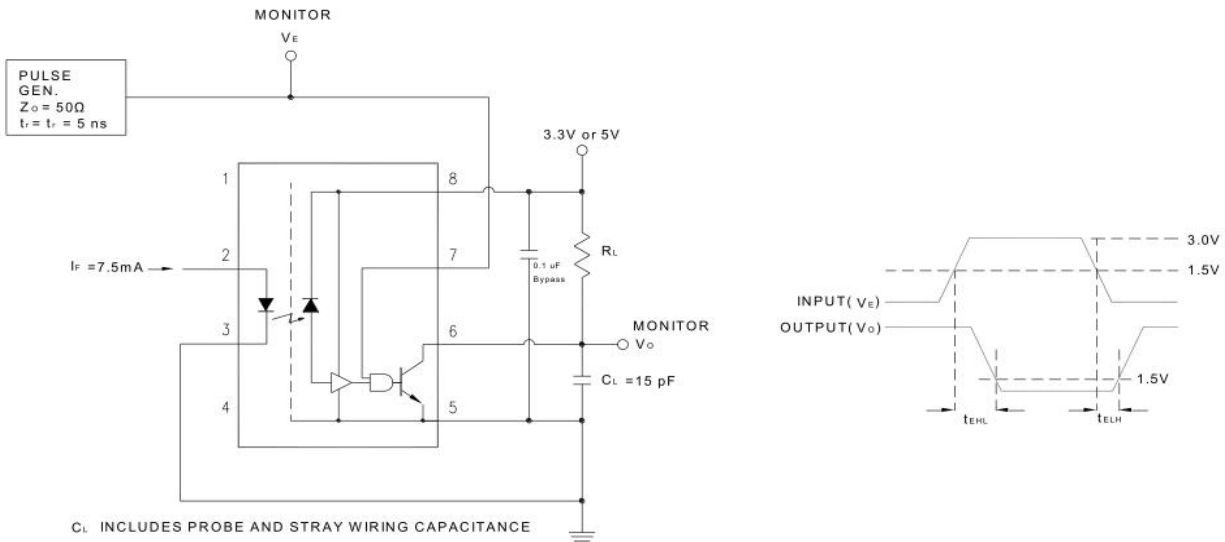 MONITOR
VE
PULSE
GEN.
Zo = 50Ω
tr = tr = 5 ns
3.3V or 5V
1
8
2
7
IF =7.5mA
RL
0.1 uF
Bypass
3
6
MONITOR
Vo
CL =15 pF
4
5
CL INCLUDES PROBE AND STRAY WIRING CAPACITANCE
3.0V
1.5V
INPUT( VE)
OUTPUT( Vo)
1.5V
tEHL
tELH